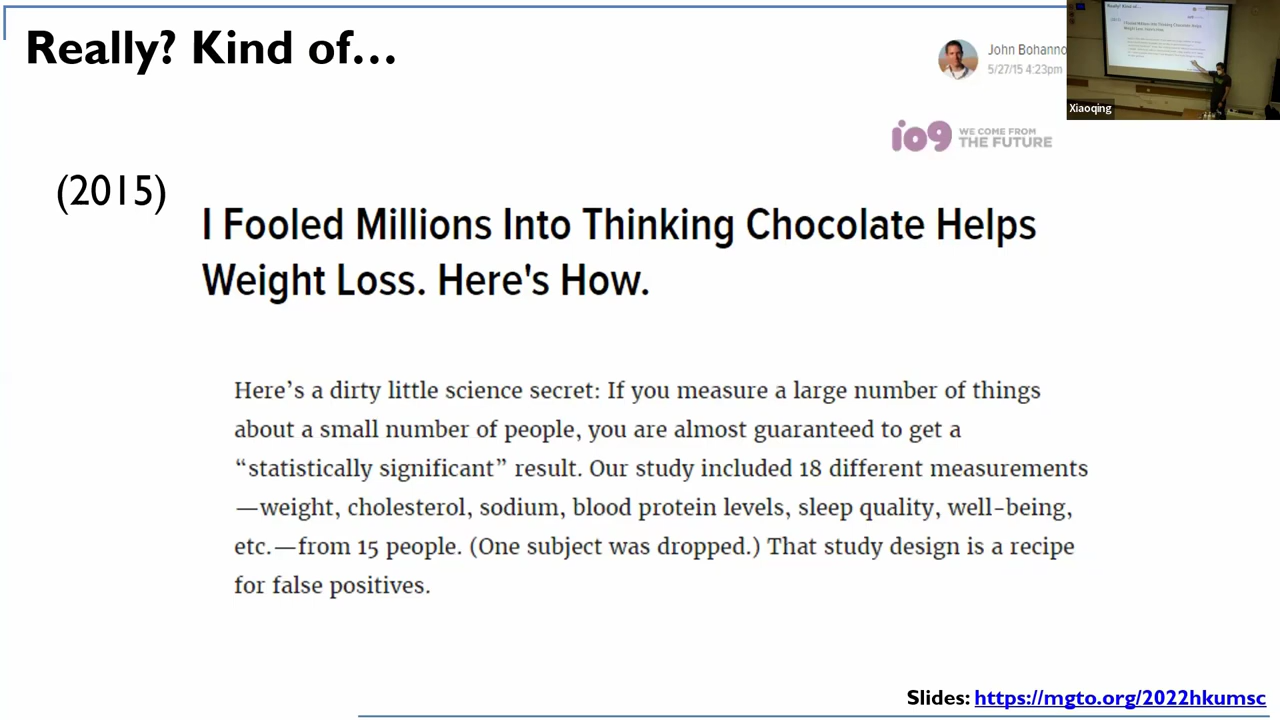 Really? Kind of...
John Bohanno
5/27/15 4:23pm
Xiaoqing
io9 WE COME FROM
THE FUTURE
(2015)
I Fooled Millions Into Thinking Chocolate Helps
Weight Loss. Here's How.
Here’s a dirty little science secret: If you measure a large number of things
about a small number of people, you are almost guaranteed to get a
“statistically significant” result. Our study included 18 different measurements
—weight, cholesterol, sodium, blood protein levels, sleep quality, well-being,
etc.—from 15 people. (One subject was dropped.) That study design is a recipe
for false positives.
Slides: https://mgto.org/2022hkumsc